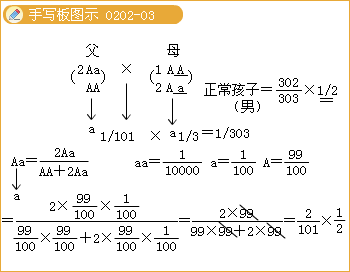 手写板图示 0202-03
父 × 母
(2Aa AA) (1 A A 2 A a) 正常孩子=302/303×1/2
(男)
a 1/101 × a 1/3=1/303
Aa=2Aa/AA+2Aa aa=1/10000 a=1/100 A=99/100
a
=2×99/100×1/100 / 99/100×99/100+2×99/100×1/100=2×99/99×99+2×99=2/101×1/2